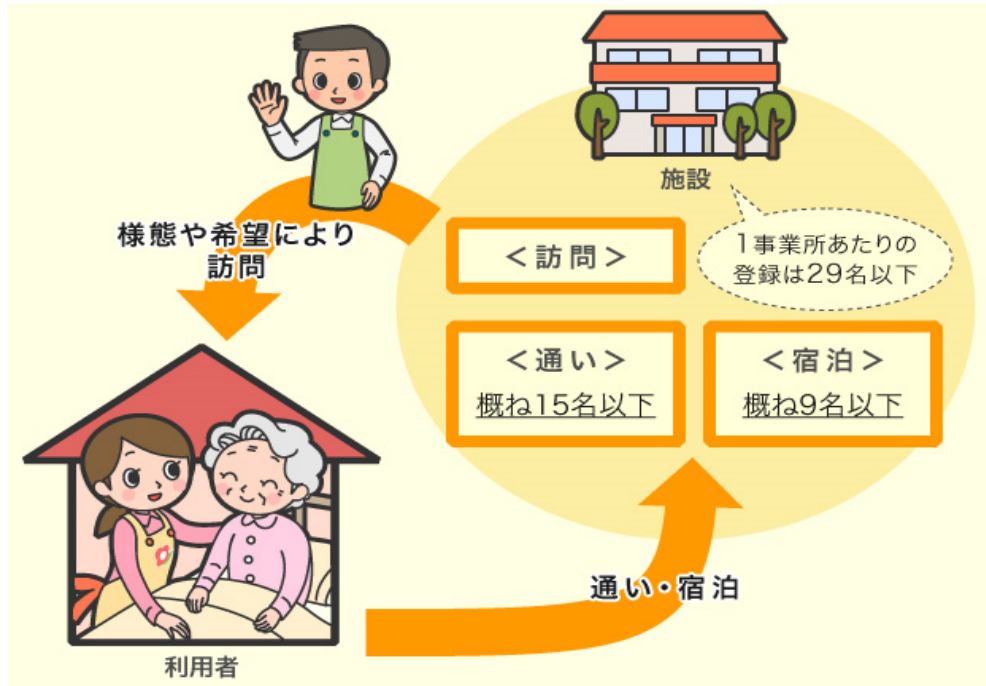 様態や希望により
訪問
施設
1事業所あたりの
登録は29名以下
<訪問>
<通い>
概ね15名以下
<宿泊>
概ね9名以下
通い・宿泊
利用者